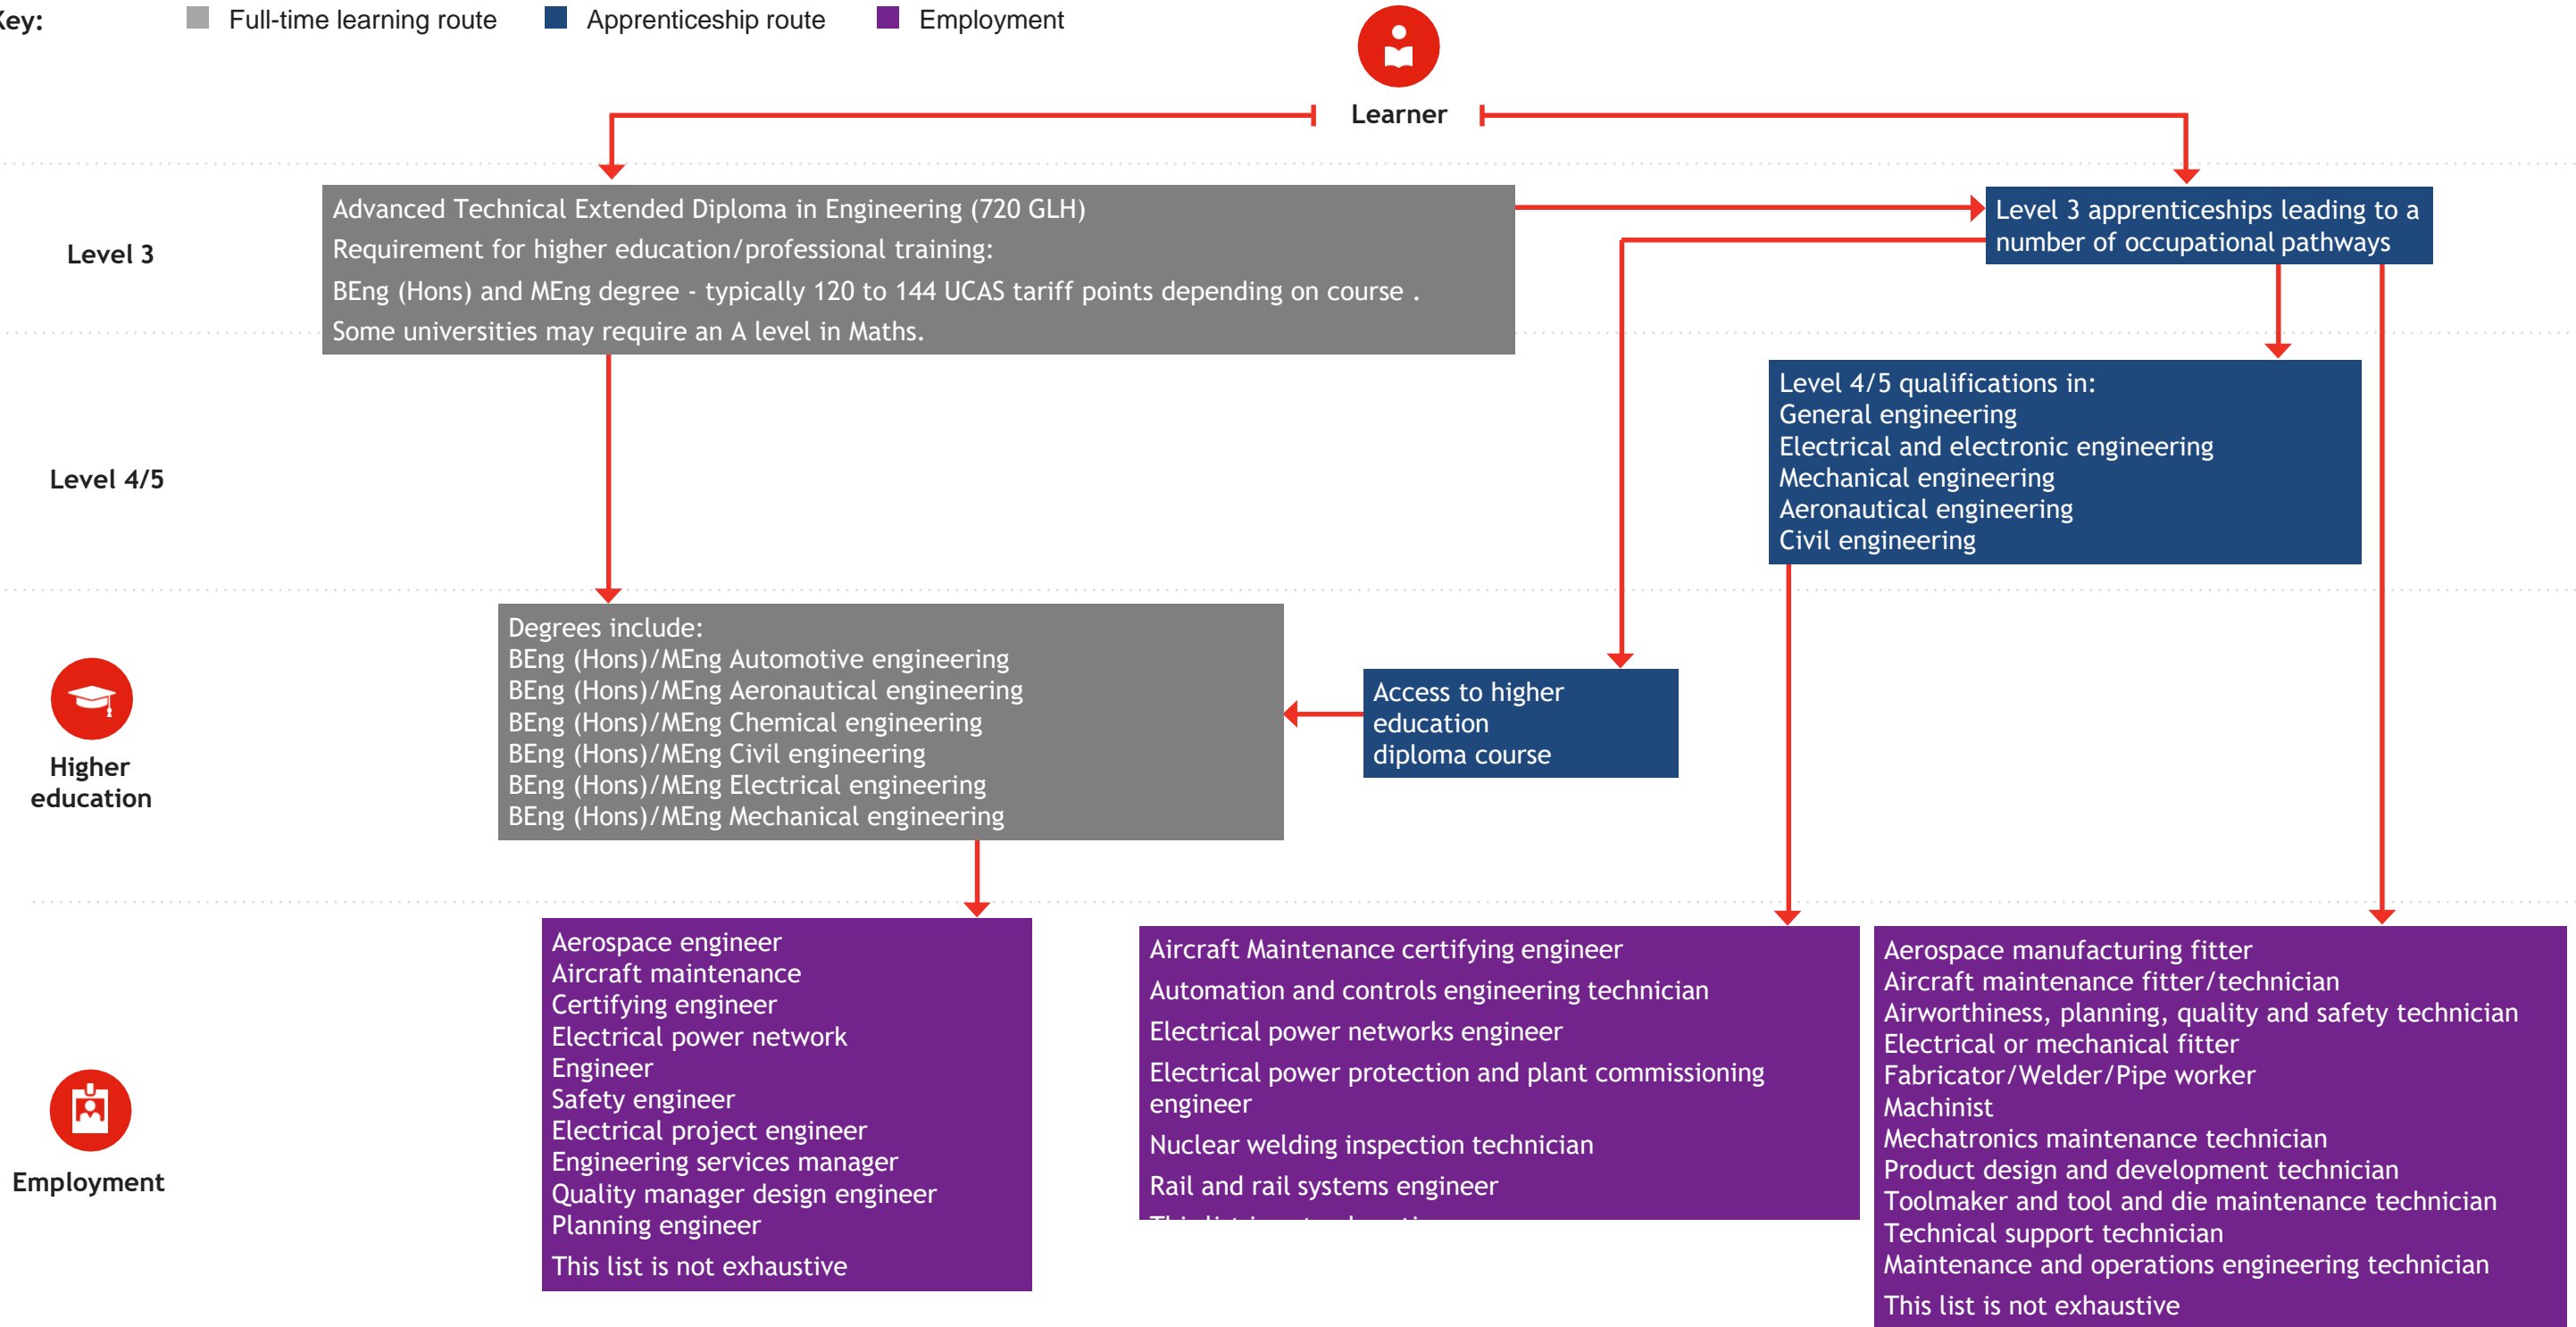 Key:
Full-time learning route
Apprenticeship route
Employment
Learner
Level 3
Advanced Technical Extended Diploma in Engineering (720 GLH)
Requirement for higher education/professional training:
BEng (Hons) and MEng degree - typically 120 to 144 UCAS tariff points depending on course .
Some universities may require an A level in Maths.
Level 3 apprenticeships leading to a
number of occupational pathways
Level 4/5
Level 4/5 qualifications in:
General engineering
Electrical and electronic engineering
Mechanical engineering
Aeronautical engineering
Civil engineering
Higher
education
Degrees include:
BEng (Hons)/MEng Automotive engineering
BEng (Hons)/MEng Aeronautical engineering
BEng (Hons)/MEng Chemical engineering
BEng (Hons)/MEng Civil engineering
BEng (Hons)/MEng Electrical engineering
BEng (Hons)/MEng Mechanical engineering
Access to higher
education
diploma course
Employment
Aerospace engineer
Aircraft maintenance
Certifying engineer
Electrical power network
Engineer
Safety engineer
Electrical project engineer
Engineering services manager
Quality manager design engineer
Planning engineer
This list is not exhaustive
Aircraft Maintenance certifying engineer
Automation and controls engineering technician
Electrical power networks engineer
Electrical power protection and plant commissioning
engineer
Nuclear welding inspection technician
Rail and rail systems engineer
Aerospace manufacturing fitter
Aircraft maintenance fitter/technician
Airworthiness, planning, quality and safety technician
Electrical or mechanical fitter
Fabricator/Welder/Pipe worker
Machinist
Mechatronics maintenance technician
Product design and development technician
Toolmaker and tool and die maintenance technician
Technical support technician
Maintenance and operations engineering technician
This list is not exhaustive